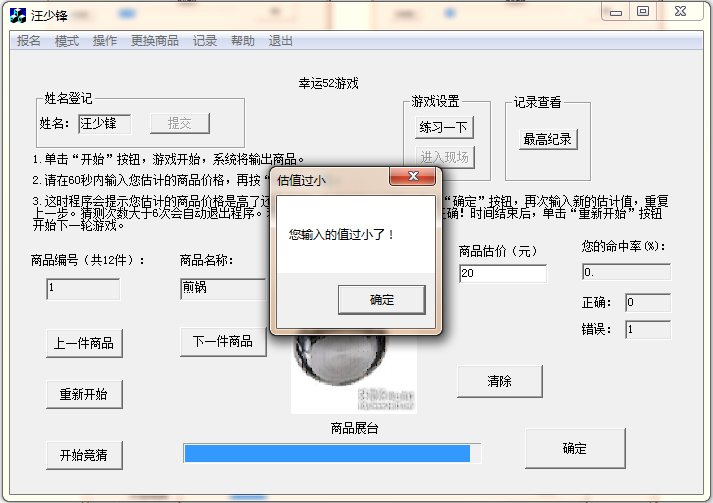 汪少锋
报名 模式 操作 更换商品 记录 帮助 退出
幸运52游戏
姓名登记
姓名： 汪少锋 提交
游戏设置
练习一下
进入现场
记录查看
最高纪录
1.单击“开始”按钮，游戏开始，系统将输出商品。
2.请在60秒内输入您估计的商品价格，再按“
3.这时程序会提示您估计的商品价格是高了还 “确定”按钮，再次输入新的估计值，重复
上一步。猜测次数大于6次会自动退出程序。 正确！时间结束后，单击“重新开始”按钮
开始下一轮游戏。
估值过小
您输入的值过小了！
确定
商品编号（共12件）： 商品名称： 商品估价（元） 您的命中率(%)：
1 煎锅 20 0.
正确： 0
错误： 1
上一件商品 下一件商品
重新开始 清除
商品展台
开始竞猜 确定